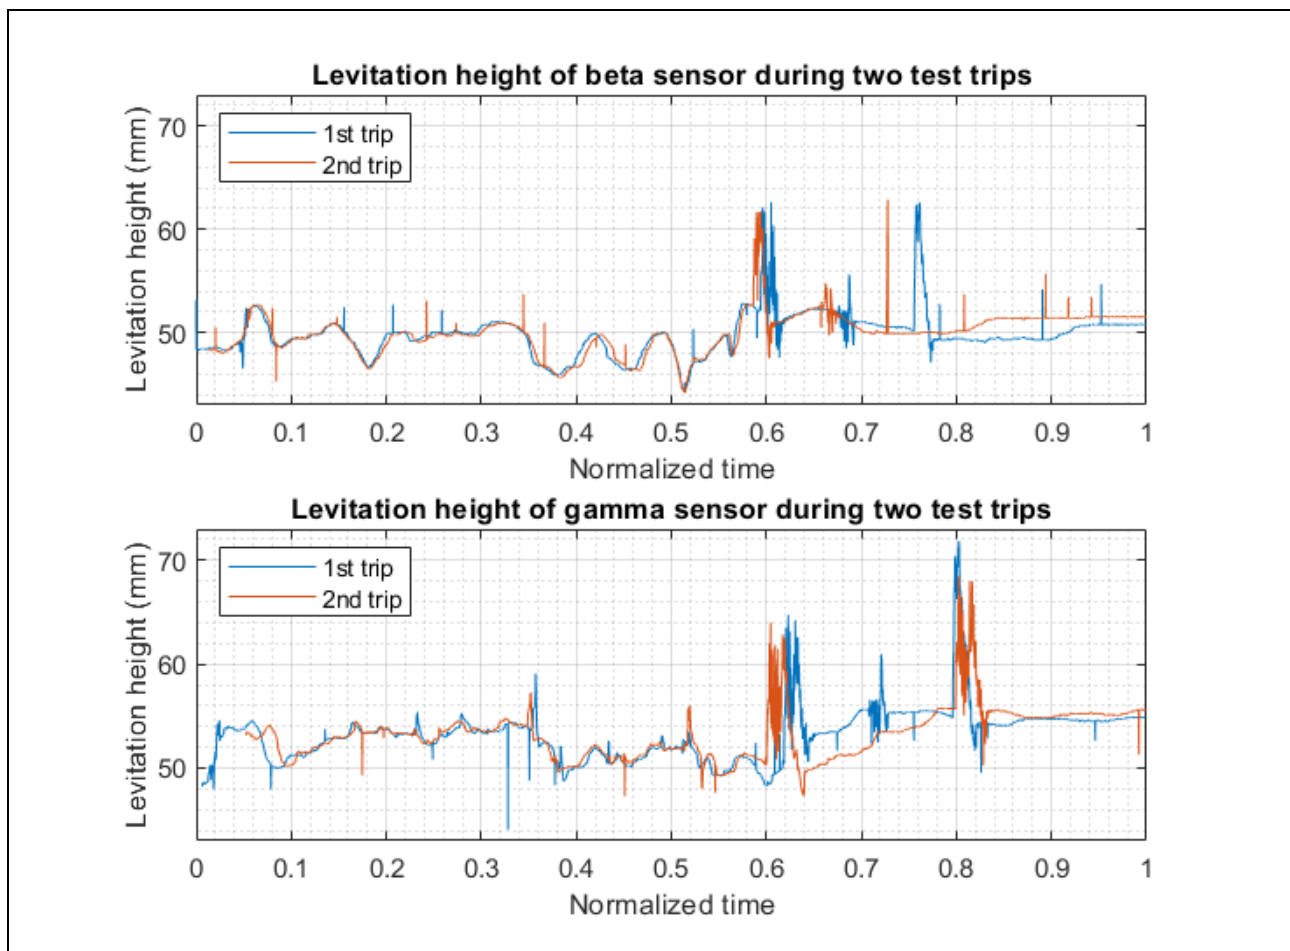 Levitation height of beta sensor during two test trips
Levitation height (mm)
70
60
50
1st trip
2nd trip
0 0.1 0.2 0.3 0.4 0.5 0.6 0.7 0.8 0.9 1
Normalized time
Levitation height of gamma sensor during two test trips
Levitation height (mm)
70
60
50
1st trip
2nd trip
0 0.1 0.2 0.3 0.4 0.5 0.6 0.7 0.8 0.9 1
Normalized time